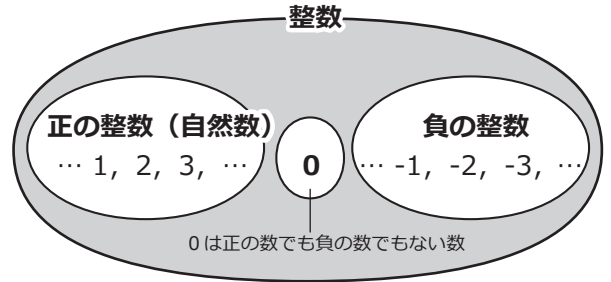 整数
正の整数（自然数）
… 1, 2, 3, …
0
負の整数
… -1, -2, -3, …
0は正の数でも負の数でもない数